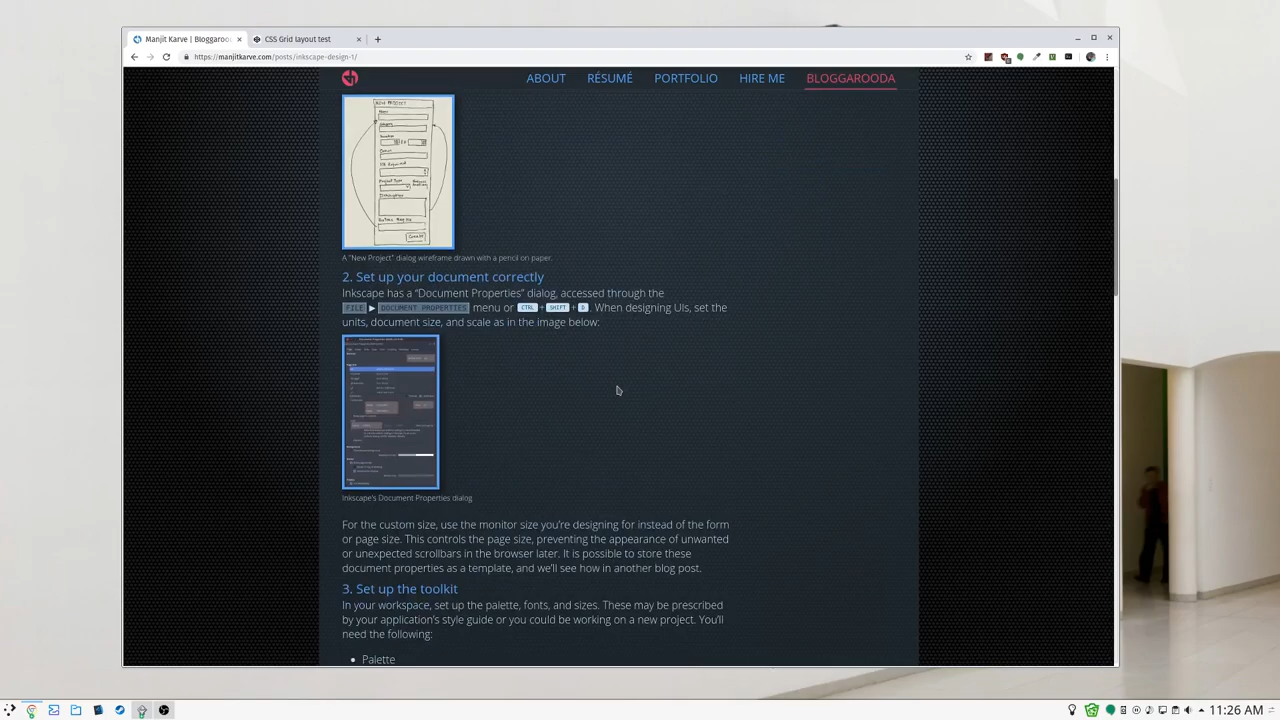 Manjit Karve | Bloggaroo
CSS Grid layout test
https://manjitkarve.com/posts/inkscape-design-1/
ABOUT
RÉSUMÉ
PORTFOLIO
HIRE ME
BLOGGAROODA
NEW PROJECT
A "New Project" dialog wireframe drawn with a pencil on paper.
2. Set up your document correctly
Inkscape has a “Document Properties” dialog, accessed through the
FILE ▶ DOCUMENT PROPERTIES menu or CTRL + SHIFT + D . When designing UIs, set the
units, document size, and scale as in the image below:
Inkscape's Document Properties dialog
For the custom size, use the monitor size you’re designing for instead of the form
or page size. This controls the page size, preventing the appearance of unwanted
or unexpected scrollbars in the browser later. It is possible to store these
document properties as a template, and we’ll see how in another blog post.
3. Set up the toolkit
In your workspace, set up the palette, fonts, and sizes. These may be prescribed
by your application’s style guide or you could be working on a new project. You’ll
need the following:
• Palette
11:26 AM